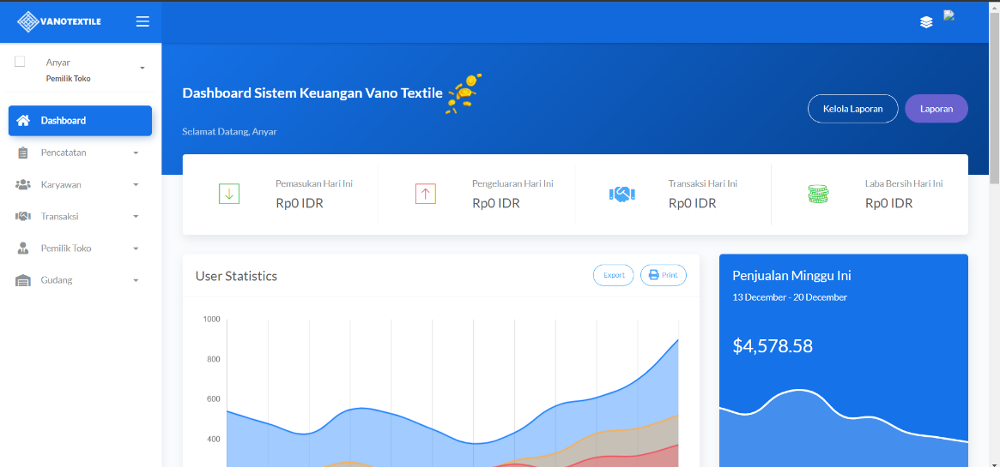 VANOTEXTILE
Anyar
Pemilik Toko
Dashboard
Pencatatan
Karyawan
Transaksi
Pemilik Toko
Gudang
Dashboard Sistem Keuangan Vano Textile
Selamat Datang, Anyar
Kelola Laporan
Laporan
Pemasukan Hari Ini
Rp0 IDR
Pengeluaran Hari Ini
Rp0 IDR
Transaksi Hari Ini
Rp0 IDR
Laba Bersih Hari Ini
Rp0 IDR
User Statistics
Export
Print
1000
800
600
400
Penjualan Minggu Ini
13 December - 20 December
$4,578.58